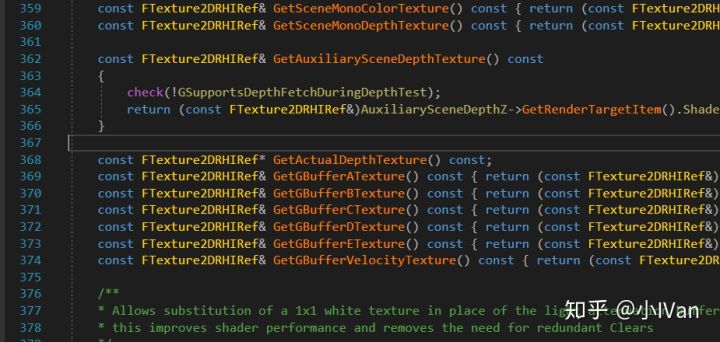 359 const FTexture2DRHIRef& GetSceneMonoColorTexture() const { return (const FTexture2DRHIRef
360 const FTexture2DRHIRef& GetSceneMonoDepthTexture() const { return (const FTexture2DRHIRef
361
362 const FTexture2DRHIRef& GetAuxiliarySceneDepthTexture() const
363 {
364 check(!GSupportsDepthFetchDuringDepthTest);
365 return (const FTexture2DRHIRef&)AuxiliarySceneDepthZ->GetRenderTargetItem().Shade
366 }
367
368 const FTexture2DRHIRef* GetActualDepthTexture() const;
369 const FTexture2DRHIRef& GetGBufferATexture() const { return (const FTexture2DRHIRef&)
370 const FTexture2DRHIRef& GetGBufferBTexture() const { return (const FTexture2DRHIRef&)
371 const FTexture2DRHIRef& GetGBufferCTexture() const { return (const FTexture2DRHIRef&)
372 const FTexture2DRHIRef& GetGBufferDTexture() const { return (const FTexture2DRHIRef&)
373 const FTexture2DRHIRef& GetGBufferETexture() const { return (const FTexture2DRHIRef&)
374 const FTexture2DRHIRef& GetGBufferVelocityTexture() const { return (const FTexture2DR
375
376 /**
377 * Allows substitution of a 1x1 white texture in place of the light
378 * this improves shader performance and removes the need for redundant Clears
知乎 @小IVan